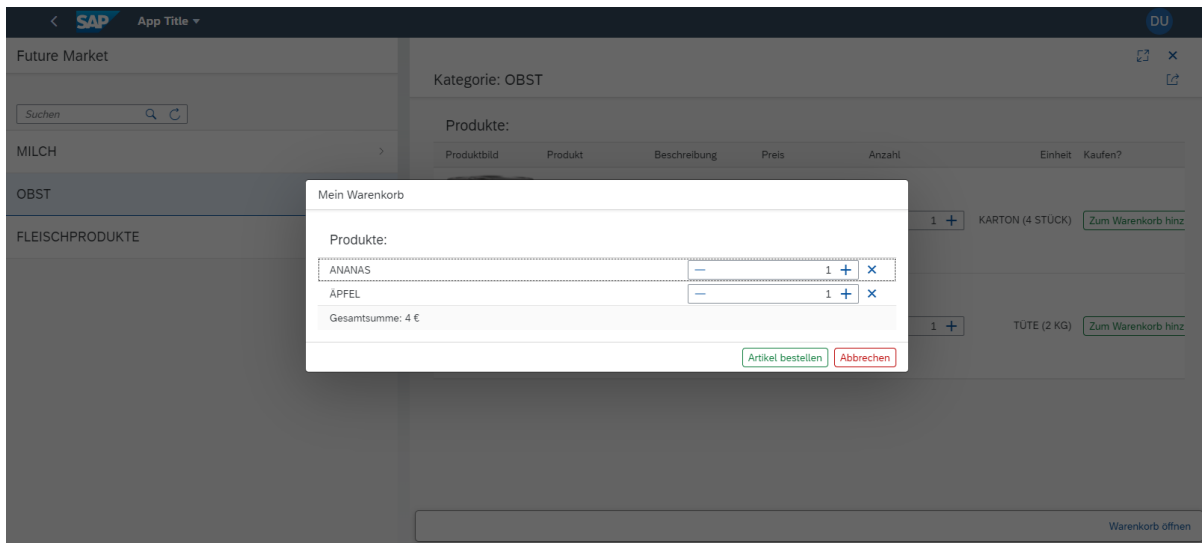 SAP App Title
DU
Future Market
Suchen
MILCH
OBST
FLEISCHPRODUKTE
Kategorie: OBST
Produkte:
Produktbild Produkt Beschreibung Preis Anzahl Einheit Kaufen?
1 KARTON (4 STÜCK) Zum Warenkorb hinz
1 TÜTE (2 KG) Zum Warenkorb hinz
Mein Warenkorb
Produkte:
ANANAS 1
ÄPFEL 1
Gesamtsumme: 4 €
Artikel bestellen Abbrechen
Warenkorb öffnen